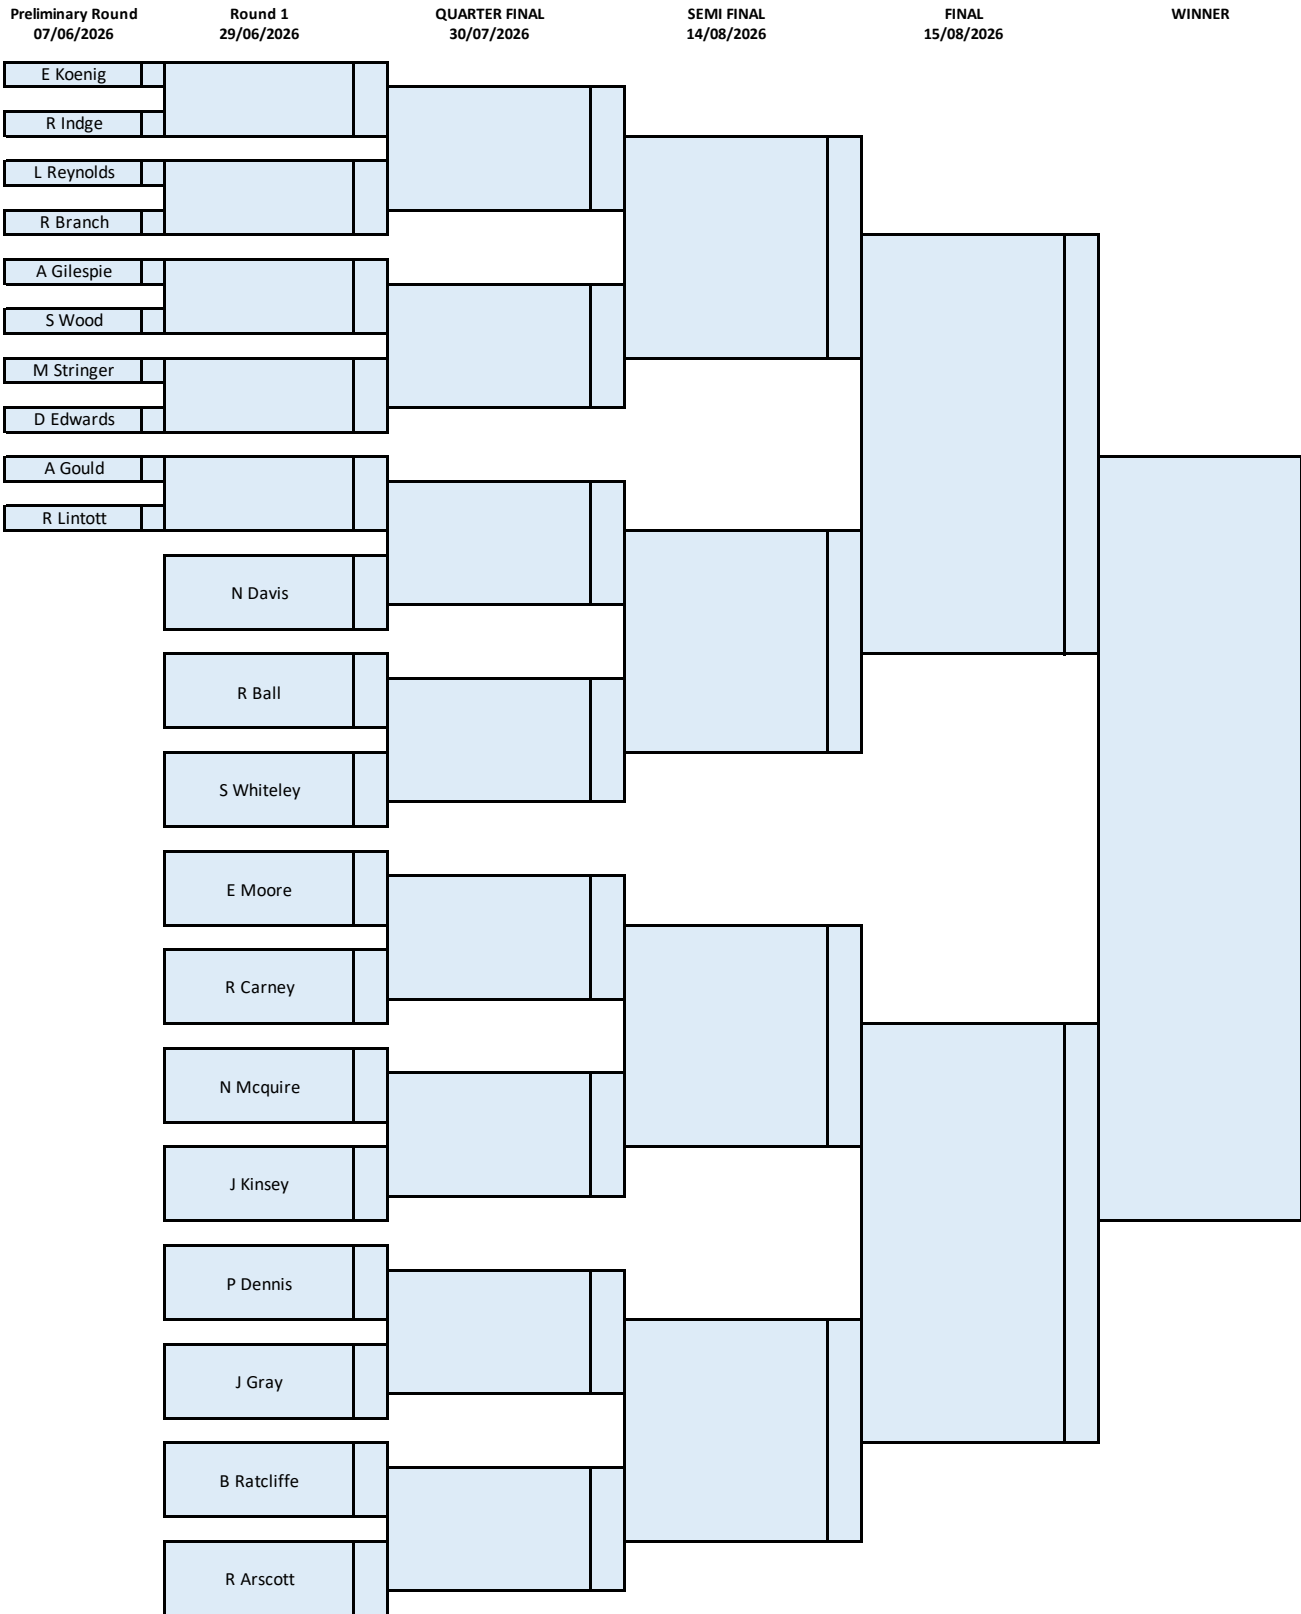 Preliminary Round
07/06/2026
Round 1
29/06/2026
QUARTER FINAL
30/07/2026
SEMI FINAL
14/08/2026
FINAL
15/08/2026
WINNER
E Koenig
R Indge
L Reynolds
R Branch
A Gilespie
S Wood
M Stringer
D Edwards
A Gould
R Lintott
N Davis
R Ball
S Whiteley
E Moore
R Carney
N Mcquire
J Kinsey
P Dennis
J Gray
B Ratcliffe
R Arscott